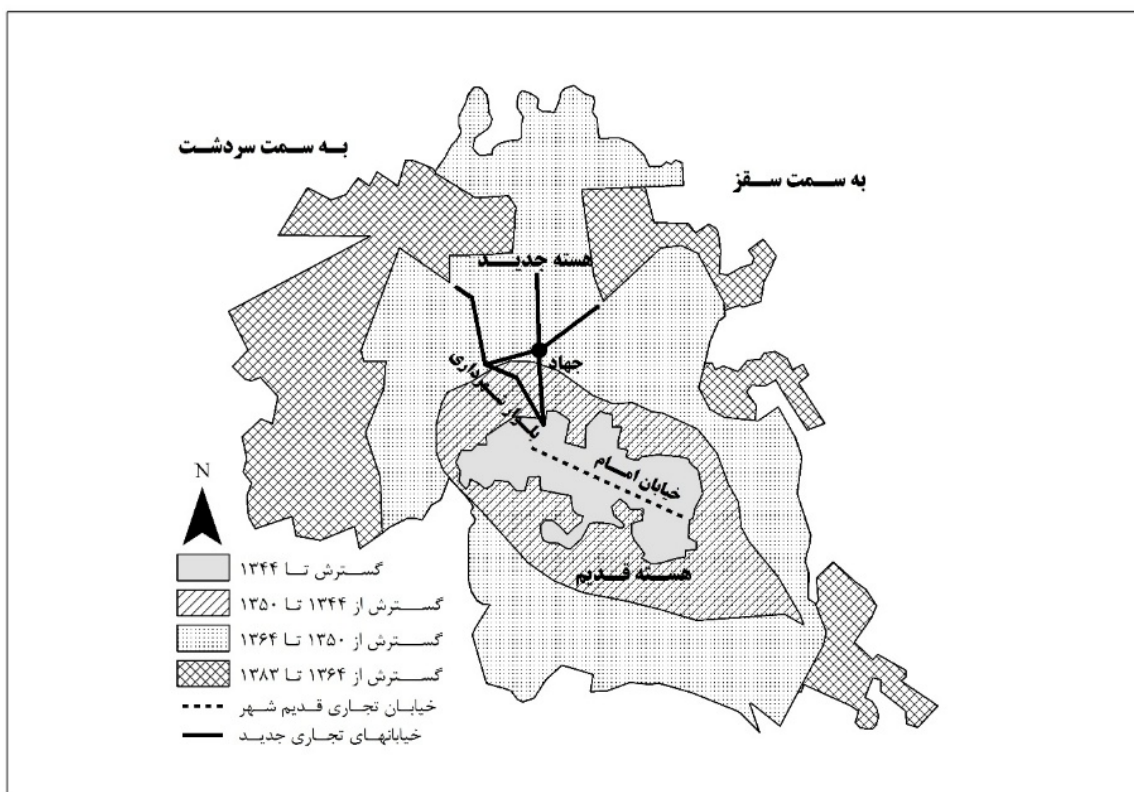 به سمت سردشت
به سمت سقز
هسته جدید
جهاد
بلوار شهرداری
خیابان امام
هسته قدیم
N
گسترش تا ۱۳۴۴
گسترش از ۱۳۴۴ تا ۱۳۵۰
گسترش از ۱۳۵۰ تا ۱۳۶۴
گسترش از ۱۳۶۴ تا ۱۳۸۳
خیابان تجاری قدیم شهر
خیابانهای تجاری جدید